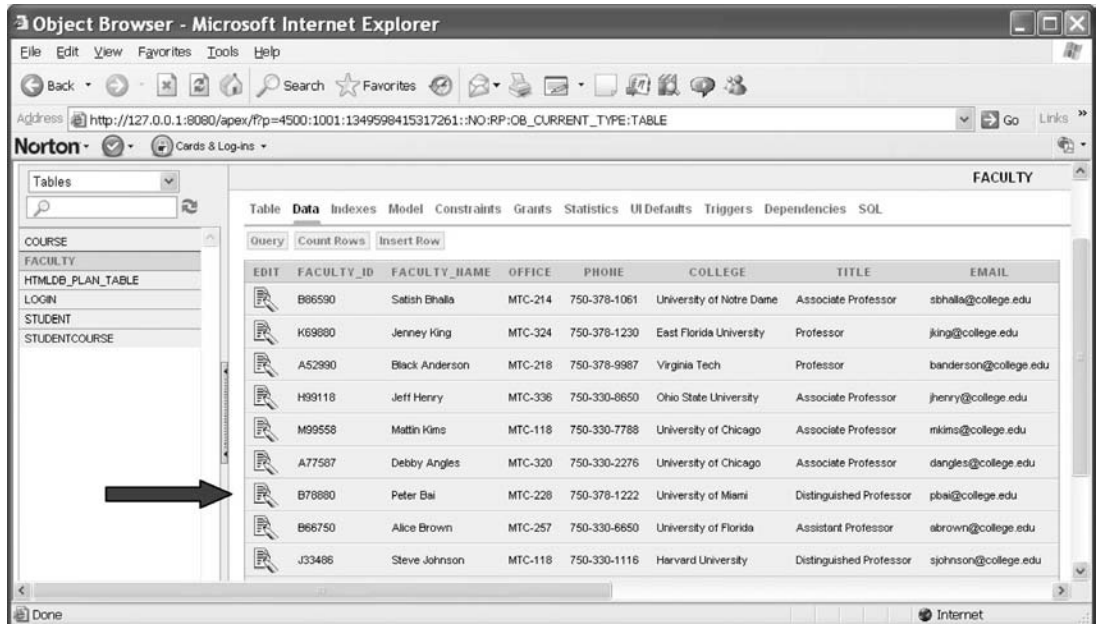 Object Browser - Microsoft Internet Explorer
File Edit View Favorites Tools Help
Back Search Favorites
Address http://127.0.0.1:8080/apex/f?p=4500:1001:1349598415317261::NO:RP:OB_CURRENT_TYPE:TABLE Go Links »
Norton Cards & Log-ins
Tables
FACULTY
Table Data Indexes Model Constraints Grants Statistics UI Defaults Triggers Dependencies SQL
Query Count Rows Insert Row
COURSE
FACULTY
HTMLDB_PLAN_TABLE
LOGIN
STUDENT
STUDENTCOURSE
EDIT FACULTY_ID FACULTY_NAME OFFICE PHONE COLLEGE TITLE EMAIL
B86590 Satish Bhalla MTC-214 750-378-1061 University of Notre Dame Associate Professor sbhalla@college.edu
K69880 Jenney King MTC-324 750-378-1230 East Florida University Professor jking@college.edu
A52990 Black Anderson MTC-218 750-378-9987 Virginia Tech Professor banderson@college.edu
H99118 Jeff Henry MTC-336 750-330-8650 Ohio State University Associate Professor jhenry@college.edu
M99558 Mattin Kims MTC-118 750-330-7788 University of Chicago Associate Professor mkims@college.edu
A77587 Debby Angles MTC-320 750-330-2276 University of Chicago Associate Professor dangles@college.edu
B78880 Peter Bai MTC-228 750-378-1222 University of Miami Distinguished Professor pbai@college.edu
B66750 Alice Brown MTC-257 750-330-6650 University of Florida Assistant Professor abrown@college.edu
J33486 Steve Johnson MTC-118 750-330-1116 Harvard University Distinguished Professor sjohnson@college.edu
Done Internet